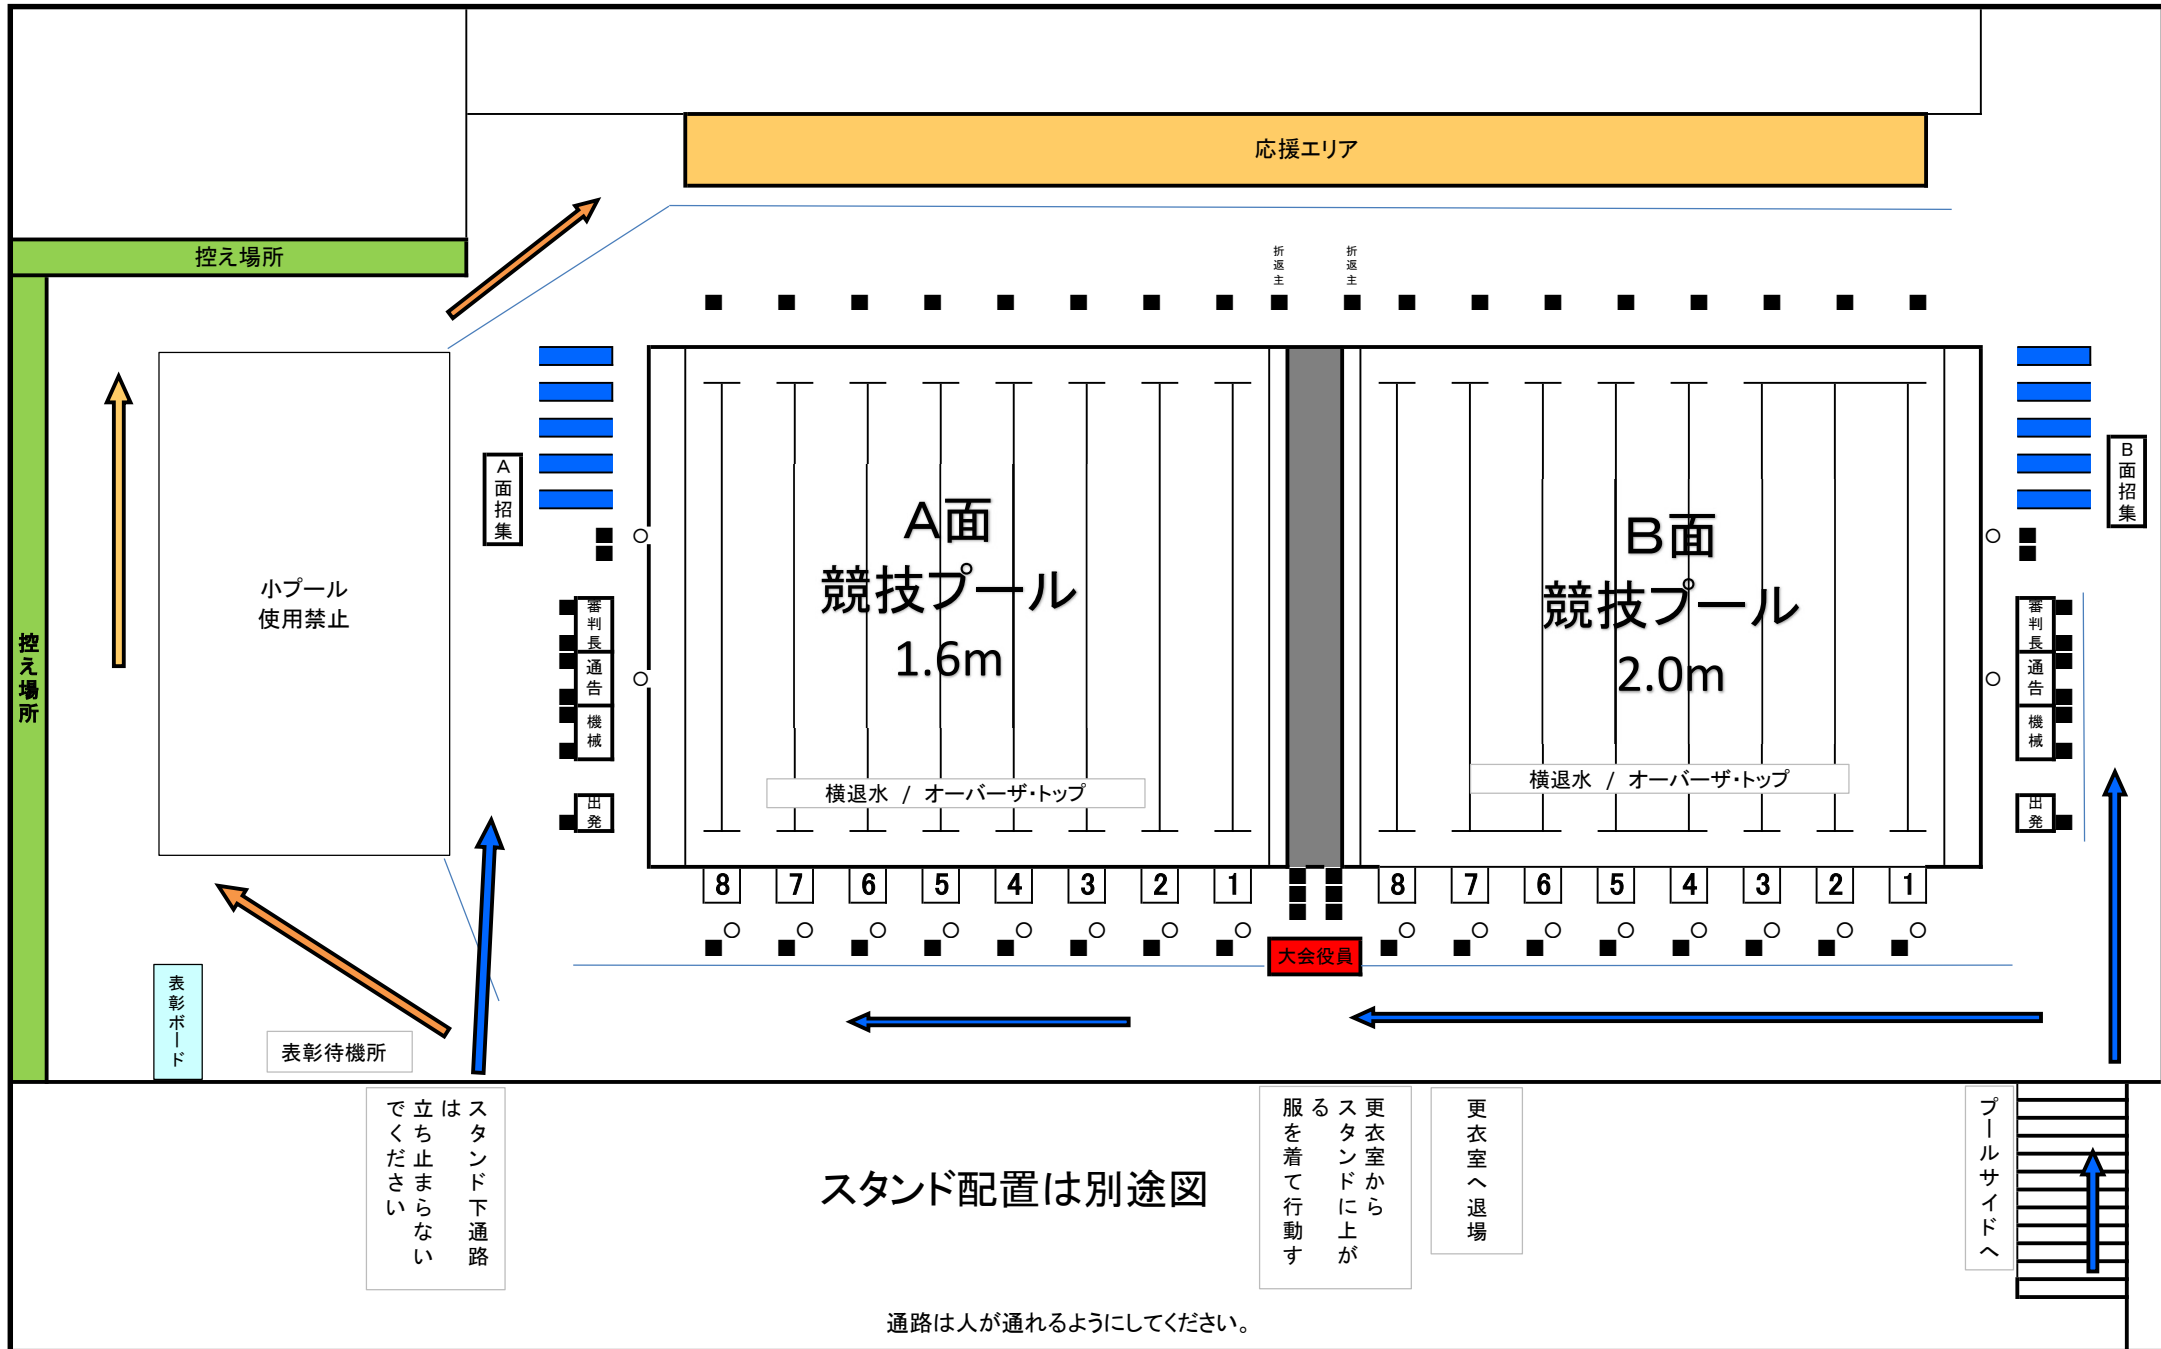 応援エリア
控え場所
折返主
折返主
A面招集
B面招集
A面
競技プール
1.6m
B面
競技プール
2.0m
小プール
使用禁止
控え場所
審判長
通告
機械
出発
審判長
通告
機械
出発
横退水 / オーバーザ・トップ
横退水 / オーバーザ・トップ
8 7 6 5 4 3 2 1
8 7 6 5 4 3 2 1
大会役員
表彰ボード
表彰待機所
スタンド下通路
は
立ち止まらない
でください
スタンド配置は別途図
更衣室から
スタンドに上が
る
服を着て行動す
更衣室へ退場
プールサイドへ
通路は人が通れるようにしてください。